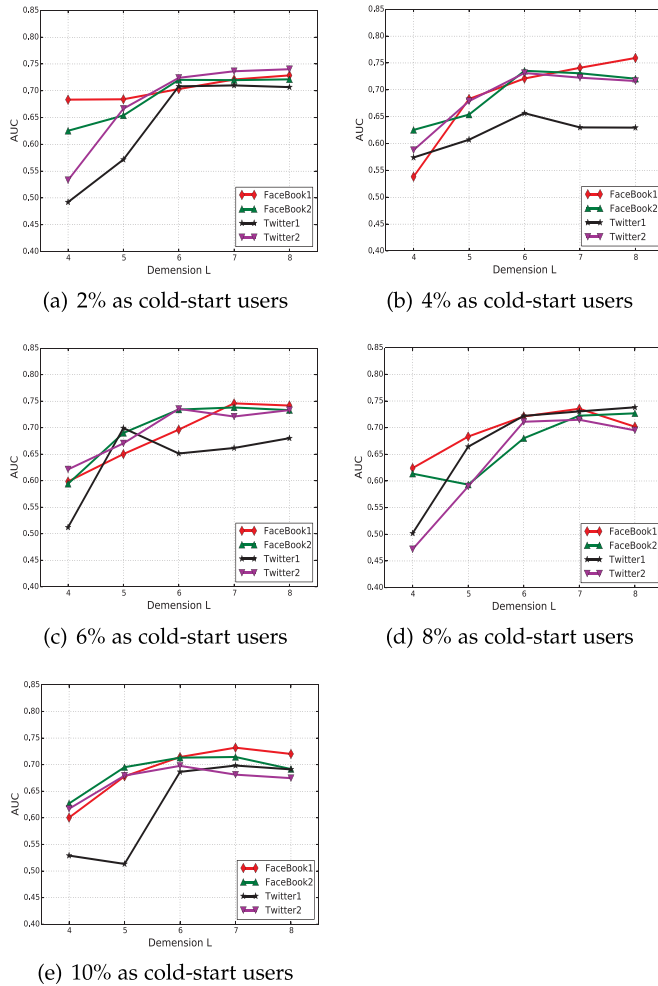 0.85
0.80
0.75
0.70
0.65
0.60
0.55
0.50
0.45
0.40
AUC
4 5 6 7 8
Demension L
FaceBook1
FaceBook2
Twitter1
Twitter2
(a) 2% as cold-start users
0.85
0.80
0.75
0.70
0.65
0.60
0.55
0.50
0.45
0.40
AUC
4 5 6 7 8
Demension L
FaceBook1
FaceBook2
Twitter1
Twitter2
(b) 4% as cold-start users
0.85
0.80
0.75
0.70
0.65
0.60
0.55
0.50
0.45
0.40
AUC
4 5 6 7 8
Demension L
FaceBook1
FaceBook2
Twitter1
Twitter2
(c) 6% as cold-start users
0.85
0.80
0.75
0.70
0.65
0.60
0.55
0.50
0.45
0.40
AUC
4 5 6 7 8
Demension L
FaceBook1
FaceBook2
Twitter1
Twitter2
(d) 8% as cold-start users
0.85
0.80
0.75
0.70
0.65
0.60
0.55
0.50
0.45
0.40
AUC
4 5 6 7 8
Demension L
FaceBook1
FaceBook2
Twitter1
Twitter2
(e) 10% as cold-start users